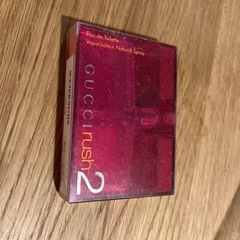 Eau de Toilette
Vaporisateur Natural Spray
GUCCI rush 2